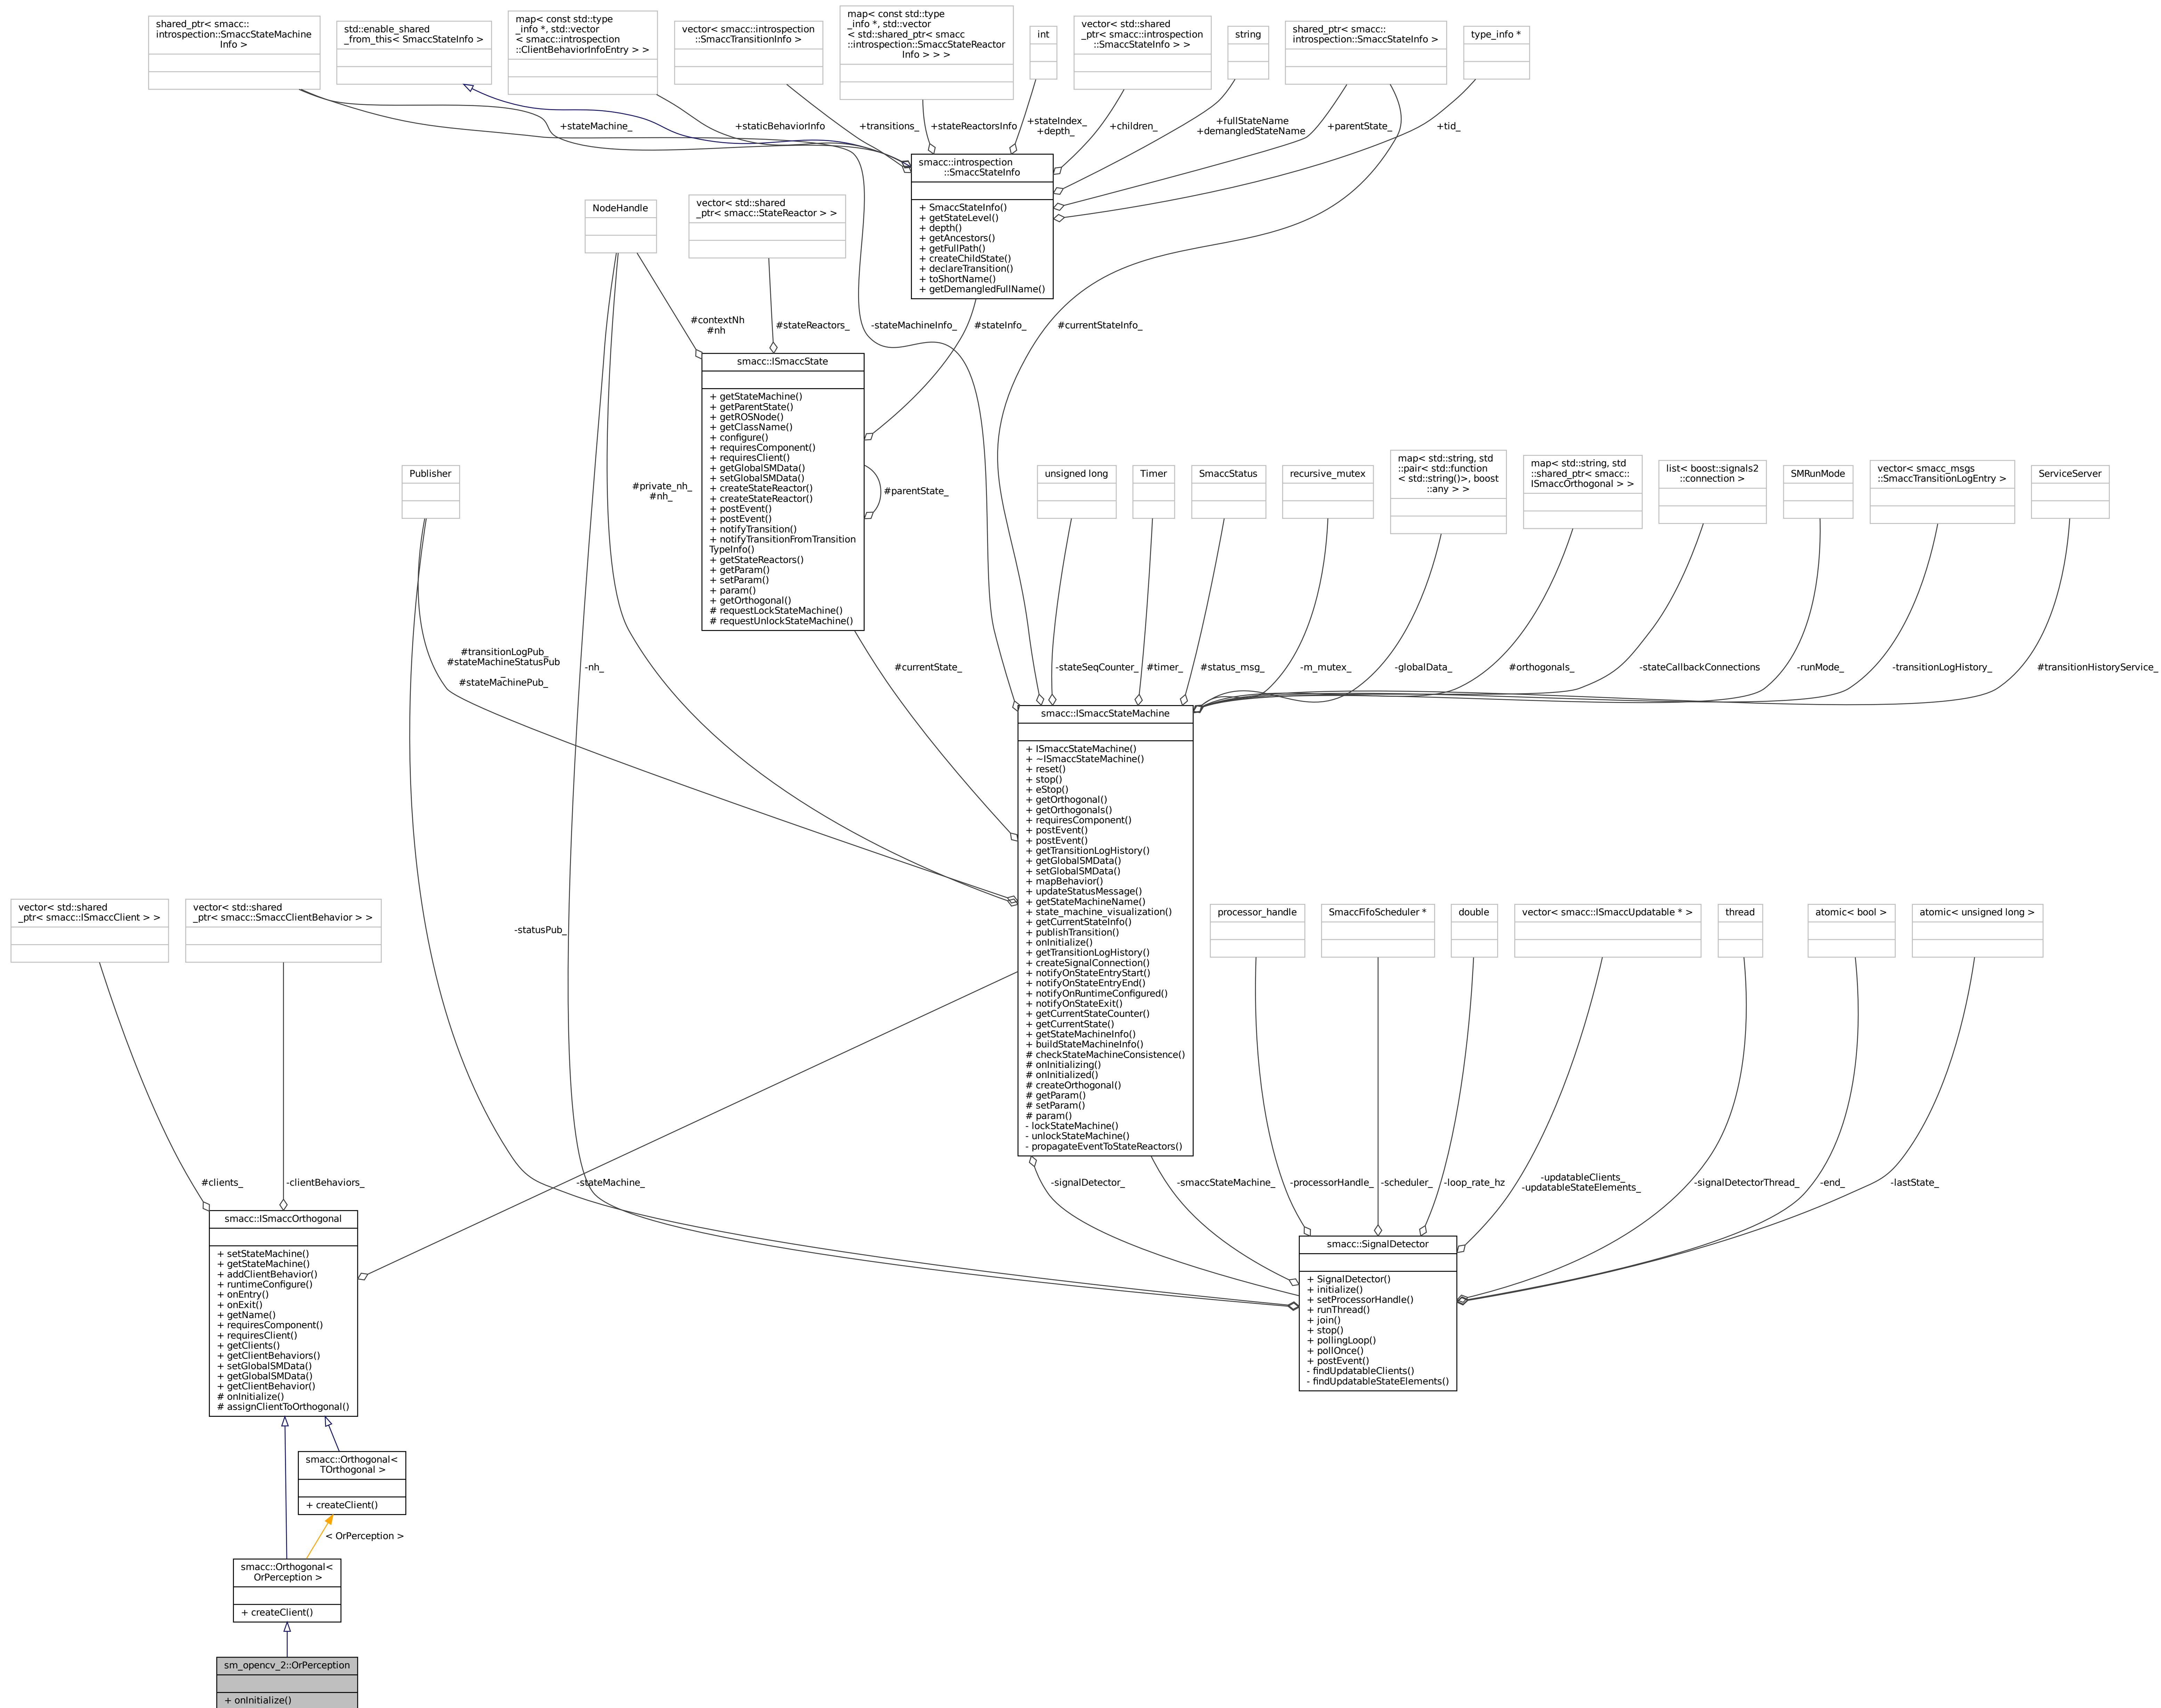 shared_ptr< smacc::
introspection::SmaccStateMachine
Info >
std::enable_shared
_from_this< SmaccStateInfo >
map< const std::type
_info *, std::vector
< smacc::introspection
::ClientBehaviorInfoEntry > >
vector< smacc::introspection
::SmaccTransitionInfo >
map< const std::type
_info *, std::vector
< std::shared_ptr< smacc
::introspection::SmaccStateReactor
Info > > >
int
vector< std::shared
_ptr< smacc::introspection
::SmaccStateInfo > >
string
shared_ptr< smacc::
introspection::SmaccStateInfo >
type_info *
+stateMachine_
+staticBehaviorInfo
+transitions_
+stateReactorsInfo
+stateIndex_
+depth_
+children_
+fullStateName
+demangledStateName
+parentState_
+tid_
smacc::introspection
::SmaccStateInfo
+ SmaccStateInfo()
+ getStateLevel()
+ depth()
+ getAncestors()
+ getFullPath()
+ createChildState()
+ declareTransition()
+ toShortName()
+ getDemangledFullName()
NodeHandle
vector< std::shared
_ptr< smacc::StateReactor > >
#contextNh
#nh
#stateReactors_
-stateMachineInfo_
#stateInfo_
#currentStateInfo_
smacc::ISmaccState
+ getStateMachine()
+ getParentState()
+ getROSNode()
+ getClassName()
+ configure()
+ requiresComponent()
+ requiresClient()
+ getGlobalSMData()
+ setGlobalSMData()
+ createStateReactor()
+ createStateReactor()
+ postEvent()
+ postEvent()
+ notifyTransition()
+ notifyTransitionFromTransition
TypeInfo()
+ getStateReactors()
+ getParam()
+ setParam()
+ param()
+ getOrthogonal()
# requestLockStateMachine()
# requestUnlockStateMachine()
#parentState_
Publisher
#private_nh_
#nh_
unsigned long
Timer
SmaccStatus
recursive_mutex
map< std::string, std
::pair< std::function
< std::string()>, boost
::any > >
map< std::string, std
::shared_ptr< smacc::
ISmaccOrthogonal > >
list< boost::signals2
::connection >
SMRunMode
vector< smacc_msgs
::SmaccTransitionLogEntry >
ServiceServer
#transitionLogPub_
#stateMachineStatusPub
_
#stateMachinePub_
-nh_
#currentState_
-stateSeqCounter_
#timer_
#status_msg_
-m_mutex_
-globalData_
#orthogonals_
-stateCallbackConnections
-runMode_
-transitionLogHistory_
#transitionHistoryService_
smacc::ISmaccStateMachine
+ ISmaccStateMachine()
+ ~ISmaccStateMachine()
+ reset()
+ stop()
+ eStop()
+ getOrthogonal()
+ getOrthogonals()
+ requiresComponent()
+ postEvent()
+ postEvent()
+ getTransitionLogHistory()
+ getGlobalSMData()
+ setGlobalSMData()
+ mapBehavior()
+ updateStatusMessage()
+ getStateMachineName()
+ state_machine_visualization()
+ getCurrentStateInfo()
+ publishTransition()
+ onInitialize()
+ getTransitionLogHistory()
+ createSignalConnection()
+ notifyOnStateEntryStart()
+ notifyOnStateEntryEnd()
+ notifyOnRuntimeConfigured()
+ notifyOnStateExit()
+ getCurrentStateCounter()
+ getCurrentState()
+ getStateMachineInfo()
+ buildStateMachineInfo()
# checkStateMachineConsistence()
# onInitializing()
# onInitialized()
# createOrthogonal()
# getParam()
# setParam()
# param()
- lockStateMachine()
- unlockStateMachine()
- propagateEventToStateReactors()
vector< std::shared
_ptr< smacc::ISmaccClient > >
vector< std::shared
_ptr< smacc::SmaccClientBehavior > >
-statusPub_
processor_handle
SmaccFifoScheduler *
double
vector< smacc::ISmaccUpdatable * >
thread
atomic< bool >
atomic< unsigned long >
#clients_
-clientBehaviors_
-stateMachine_
-signalDetector_
-smaccStateMachine_
-processorHandle_
-scheduler_
-loop_rate_hz
-updatableClients_
-updatableStateElements_
-signalDetectorThread_
-end_
-lastState_
smacc::ISmaccOrthogonal
+ setStateMachine()
+ getStateMachine()
+ addClientBehavior()
+ runtimeConfigure()
+ onEntry()
+ onExit()
+ getName()
+ requiresComponent()
+ requiresClient()
+ getClients()
+ getClientBehaviors()
+ setGlobalSMData()
+ getGlobalSMData()
+ getClientBehavior()
# onInitialize()
# assignClientToOrthogonal()
smacc::SignalDetector
+ SignalDetector()
+ initialize()
+ setProcessorHandle()
+ runThread()
+ join()
+ stop()
+ pollingLoop()
+ pollOnce()
+ postEvent()
- findUpdatableClients()
- findUpdatableStateElements()
smacc::Orthogonal<
TOrthogonal >
+ createClient()
< OrPerception >
smacc::Orthogonal<
OrPerception >
+ createClient()
sm_opencv_2::OrPerception
+ onInitialize()